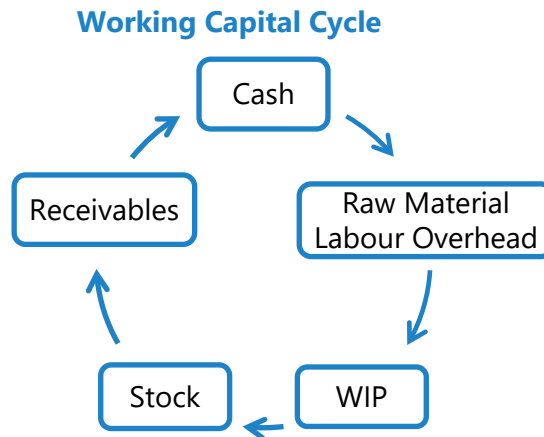 Working Capital Cycle
Cash
Receivables
Raw Material
Labour Overhead
Stock
WIP